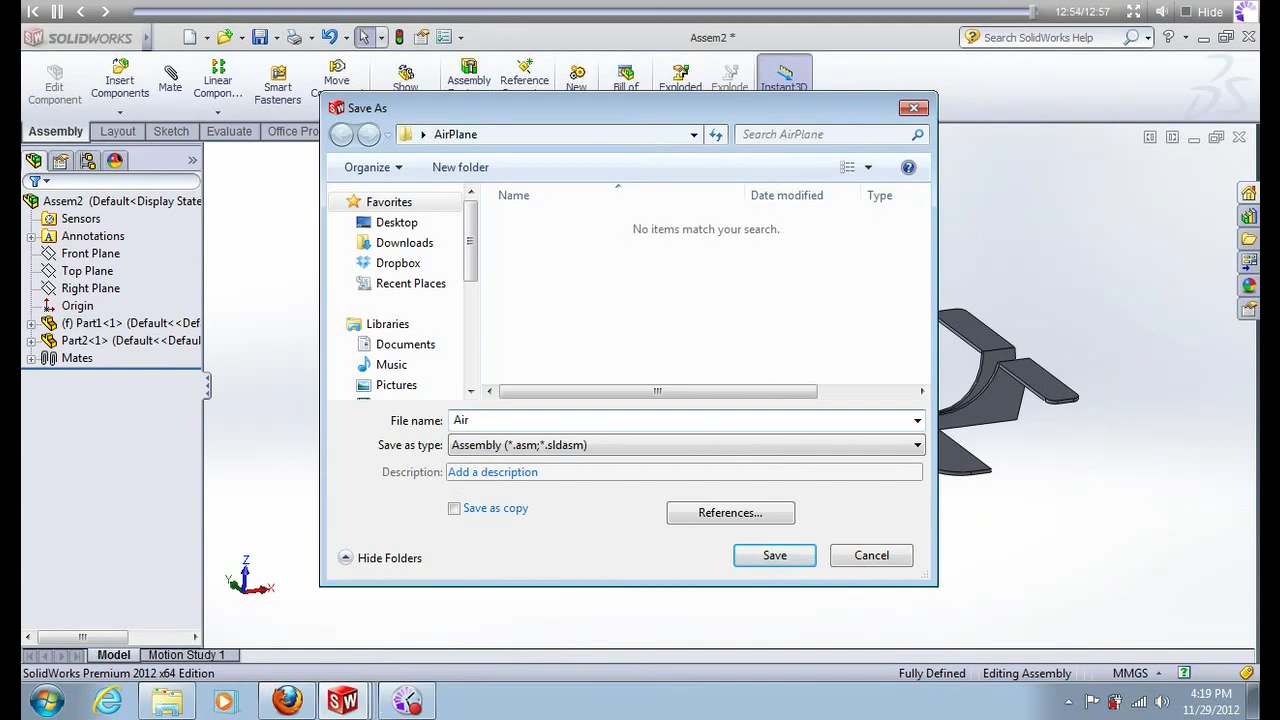 12:54/12:57
Hide
SOLIDWORKS
Assem2 *
Search SolidWorks Help
Edit Component
Insert Components
Mate
Linear Compon...
Smart Fasteners
Move
Show
Assembly
Reference
New
Bill of
Exploded
Explode
Instant3D
Assembly
Layout
Sketch
Evaluate
Office Pro
Save As
AirPlane
Search AirPlane
Organize
New folder
Name
Date modified
Type
No items match your search.
Favorites
Desktop
Downloads
Dropbox
Recent Places
Libraries
Documents
Music
Pictures
File name: Air
Save as type: Assembly (*.asm;*.sldasm)
Description: Add a description
Save as copy
References...
Hide Folders
Save
Cancel
Assem2 (Default<Display State
Sensors
Annotations
Front Plane
Top Plane
Right Plane
Origin
(f) Part1<1> (Default<<Def
Part2<1> (Default<<Defaul
Mates
Z
Y
X
Model
Motion Study 1
SolidWorks Premium 2012 x64 Edition
Fully Defined
Editing Assembly
MMGS
4:19 PM
11/29/2012